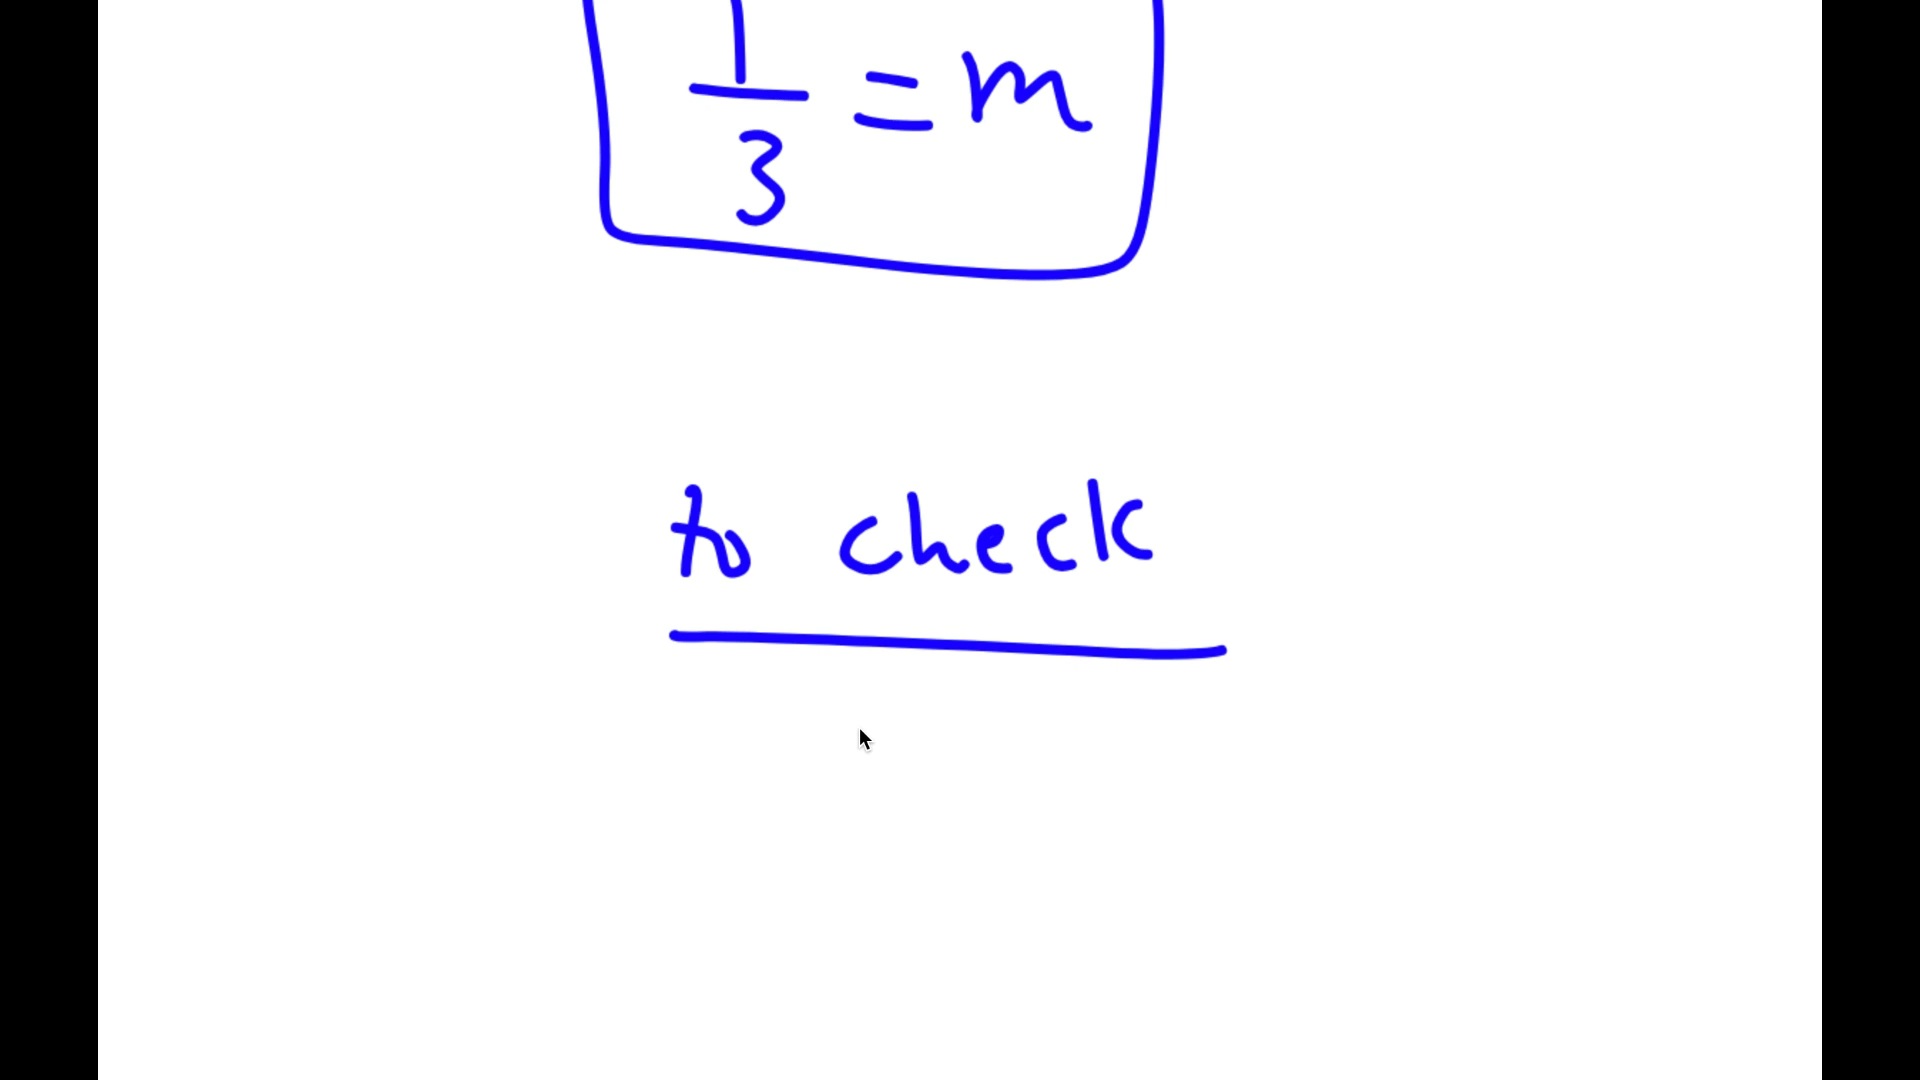 1/3 = m
to check